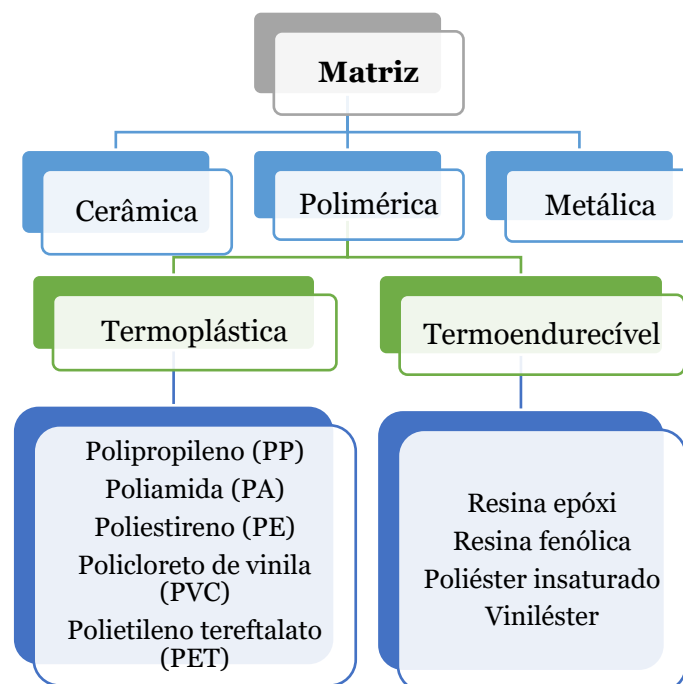 Matriz
Cerâmica
Polimérica
Metálica
Termoplástica
Termoendurecível
Polipropileno (PP)
Poliamida (PA)
Poliestireno (PE)
Policloreto de vinila
(PVC)
Polietileno tereftalato
(PET)
Resina epóxi
Resina fenólica
Poliéster insaturado
Viniléster